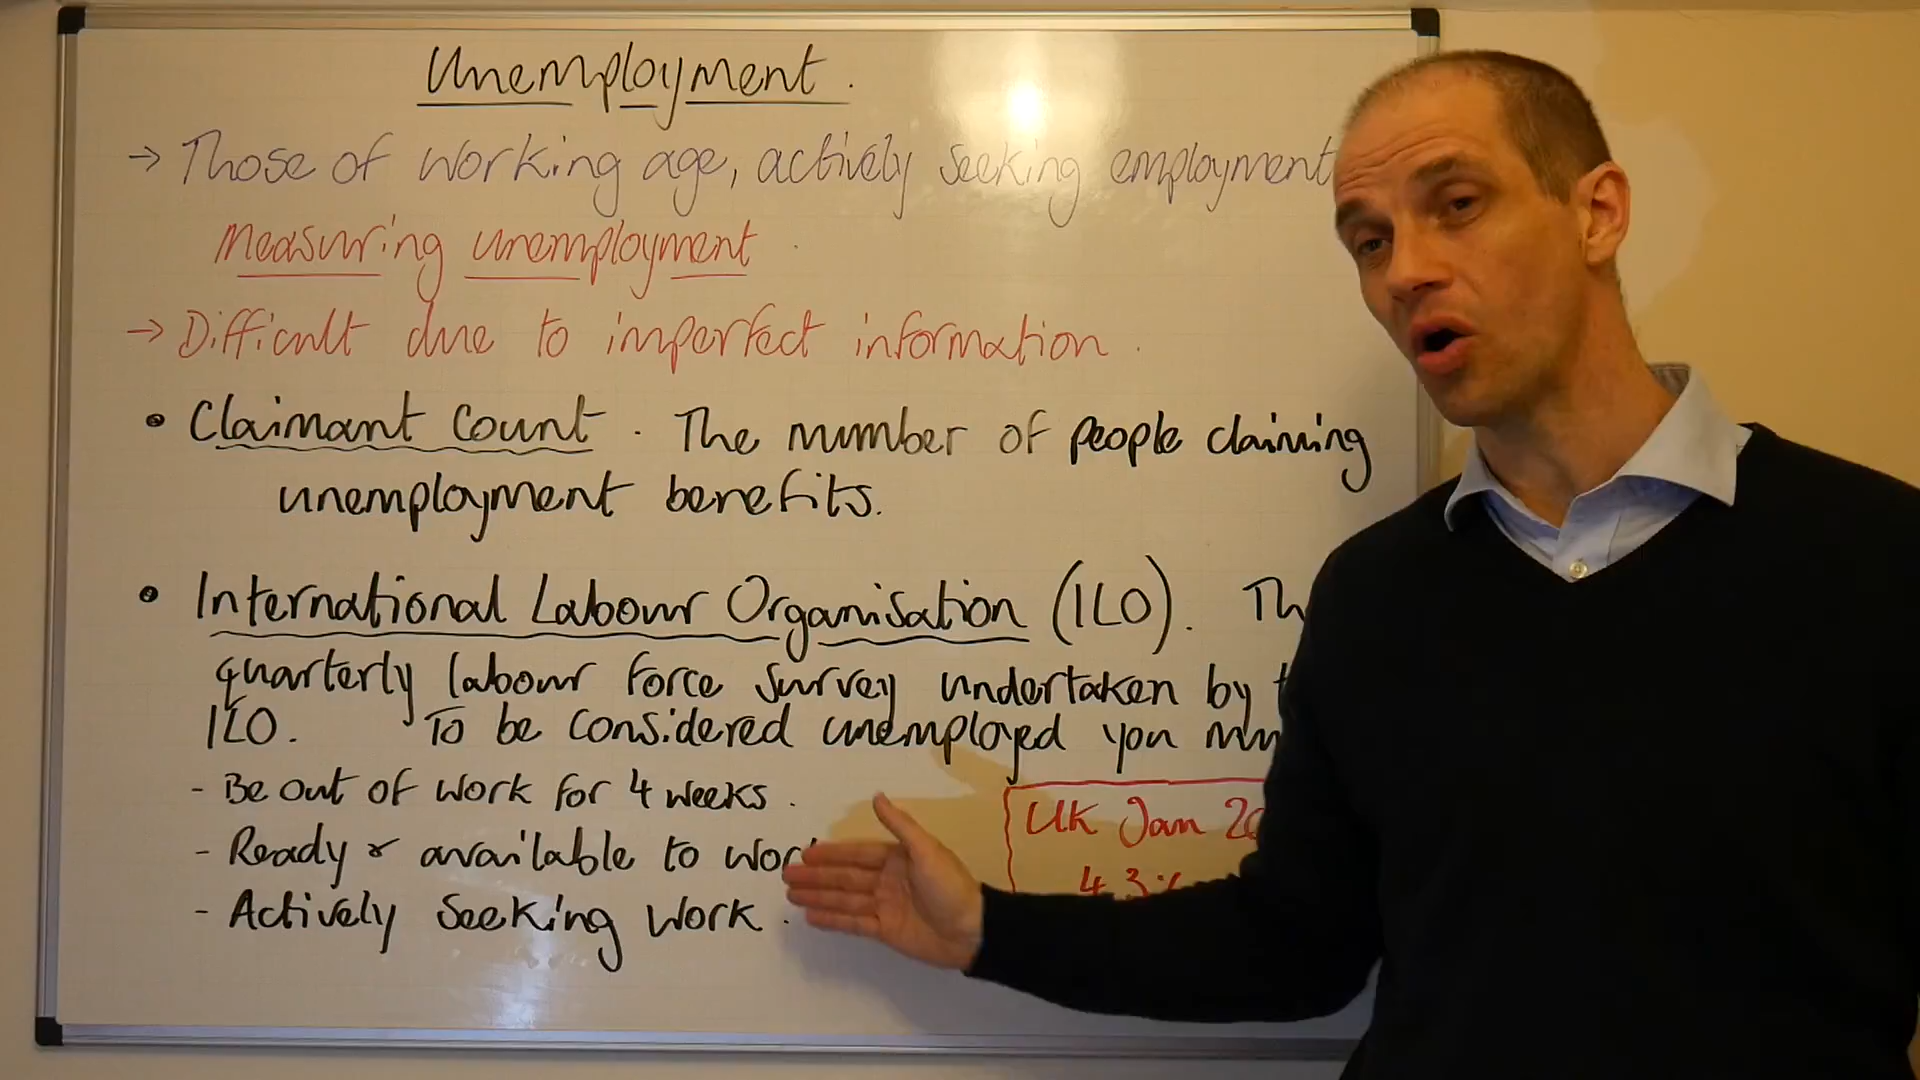 Unemployment.
→ Those of working age, actively seeking employment
Measuring unemployment
→ Difficult due to imperfect information.
• Claimant Count. The number of people claiming
unemployment benefits.
• International Labour Organisation (ILO).
quarterly labour force survey undertaken by
ILO. To be considered unemployed you
- Be out of work for 4 weeks.
- Ready & available to
- Actively seeking work.
UK Jan
4.3%